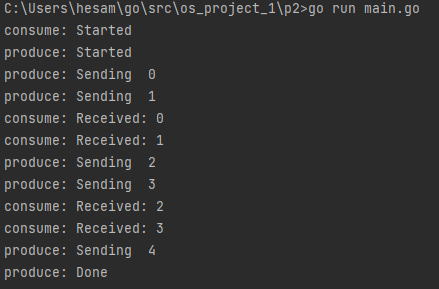 C:\Users\hesam\go\src\os_project_1\p2>go run main.go
consume: Started
produce: Started
produce: Sending  0
produce: Sending  1
consume: Received: 0
consume: Received: 1
produce: Sending  2
produce: Sending  3
consume: Received: 2
consume: Received: 3
produce: Sending  4
produce: Done